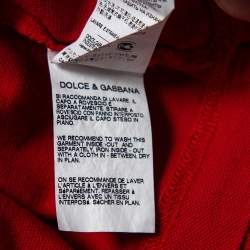 DOLCE & GABBANA
SI RACCOMANDA DI LAVARE, IL
CAPO A ROVESCIO E
SEPARATAMENTE. STIRARE A
ROVESCIO CON PANNO INTERPOSTO,
ASCIUGARE A CAPO STESO IN
PIANO.
WE RECOMMEND TO WASH THIS
GARMENT INSIDE -OUT- AND
SEPARATELY, IRON INSIDE - OUT
WITH A CLOTH IN - BETWEEN, DRY
IN PLAN.
ON SE RECOMMANDE DE LAVER
L'ARTICLE À L'ENVERS ET
SÉPARÉMENT, REPASSER À
L'ENVERS AVEC UN TISSU
INTERPOSÉ, SÉCHER EN PLAN.